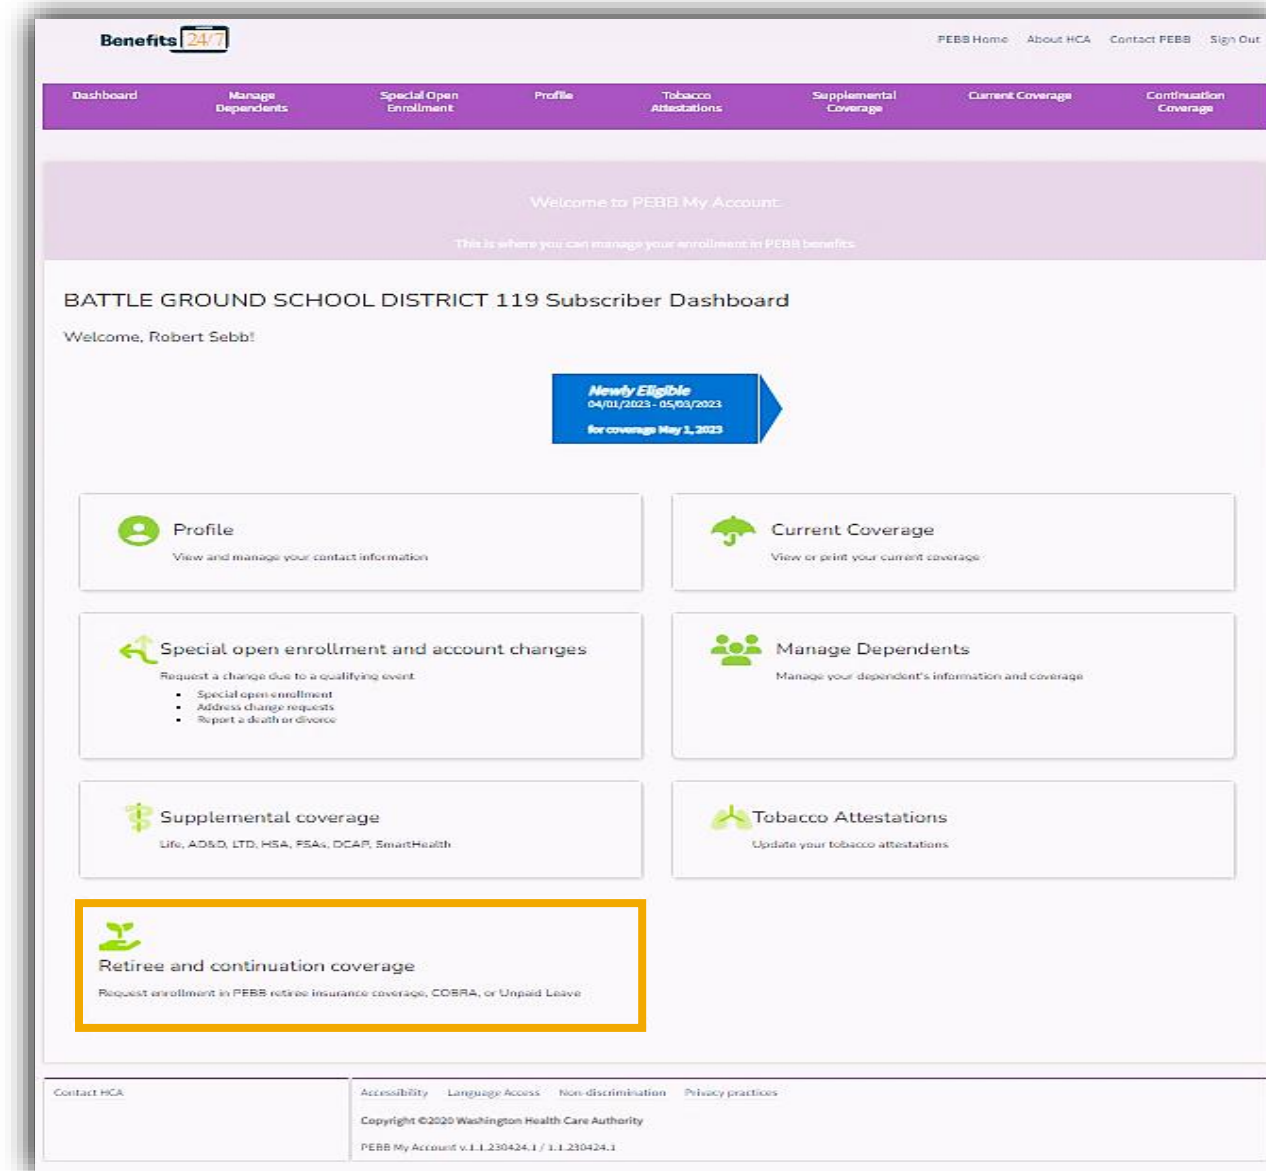 Benefits 24/7
PEBB Home About HCA Contact PEBB Sign Out
Dashboard Manage Dependents Special Open Enrollment Profile Tobacco Attestations Supplemental Coverage Current Coverage Continuation Coverage
Welcome to PEBB My Account.
This is where you can manage your enrollment in PEBB benefits
BATTLE GROUND SCHOOL DISTRICT 119 Subscriber Dashboard
Welcome, Robert Sebb!
Newly Eligible
04/01/2023 - 05/03/2023
for coverage May 1, 2023
Profile
View and manage your contact information
Current Coverage
View or print your current coverage
Special open enrollment and account changes
Request a change due to a qualifying event
Special open enrollment
Address change requests
Report a death or divorce
Manage Dependents
Manage your dependent's information and coverage
Supplemental coverage
Life, AD&D, LTD, HSA, FSAs, DCAP, SmartHealth
Tobacco Attestations
Update your tobacco attestations
Retiree and continuation coverage
Request enrollment in PEBB retiree insurance coverage, COBRA, or Unpaid Leave
Contact HCA
Accessibility Language Access Non-discrimination Privacy practices
Copyright ©2020 Washington Health Care Authority
PEBB My Account v.1.1.230424.1 / 1.1.230424.1